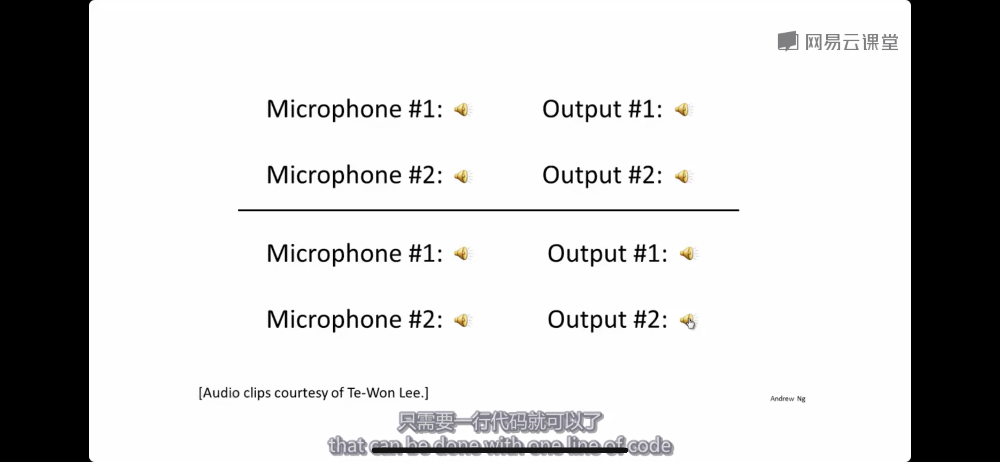 网易云课堂
Microphone #1:
Output #1:
Microphone #2:
Output #2:
Microphone #1:
Output #1:
Microphone #2:
Output #2:
[Audio clips courtesy of Te-Won Lee.]
Andrew Ng
只需要一行代码就可以了
that can be done with one line of code